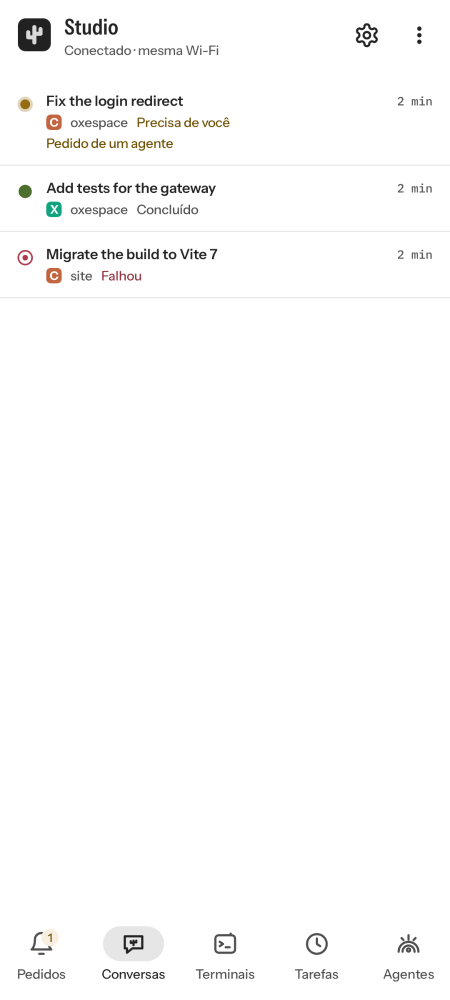 Studio
Conectado · mesma Wi-Fi
Fix the login redirect 2 min
C oxespace Precisa de você
Pedido de um agente
Add tests for the gateway 2 min
X oxespace Concluído
Migrate the build to Vite 7 2 min
C site Falhou
1
Pedidos Conversas Terminais Tarefas Agentes